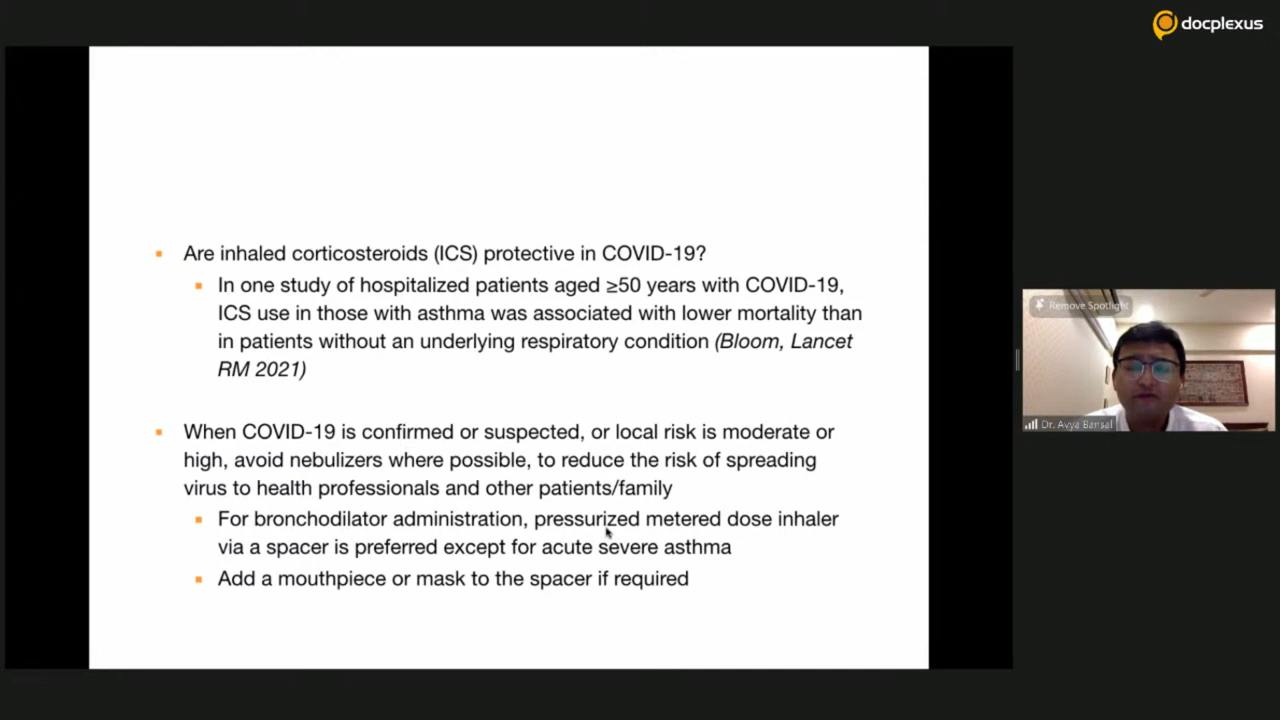 docplexus
Are inhaled corticosteroids (ICS) protective in COVID-19?
In one study of hospitalized patients aged ≥50 years with COVID-19,
ICS use in those with asthma was associated with lower mortality than
in patients without an underlying respiratory condition (Bloom, Lancet
RM 2021)
When COVID-19 is confirmed or suspected, or local risk is moderate or
high, avoid nebulizers where possible, to reduce the risk of spreading
virus to health professionals and other patients/family
For bronchodilator administration, pressurized metered dose inhaler
via a spacer is preferred except for acute severe asthma
Add a mouthpiece or mask to the spacer if required
Remove Spotlight
Dr. Avya Bansal